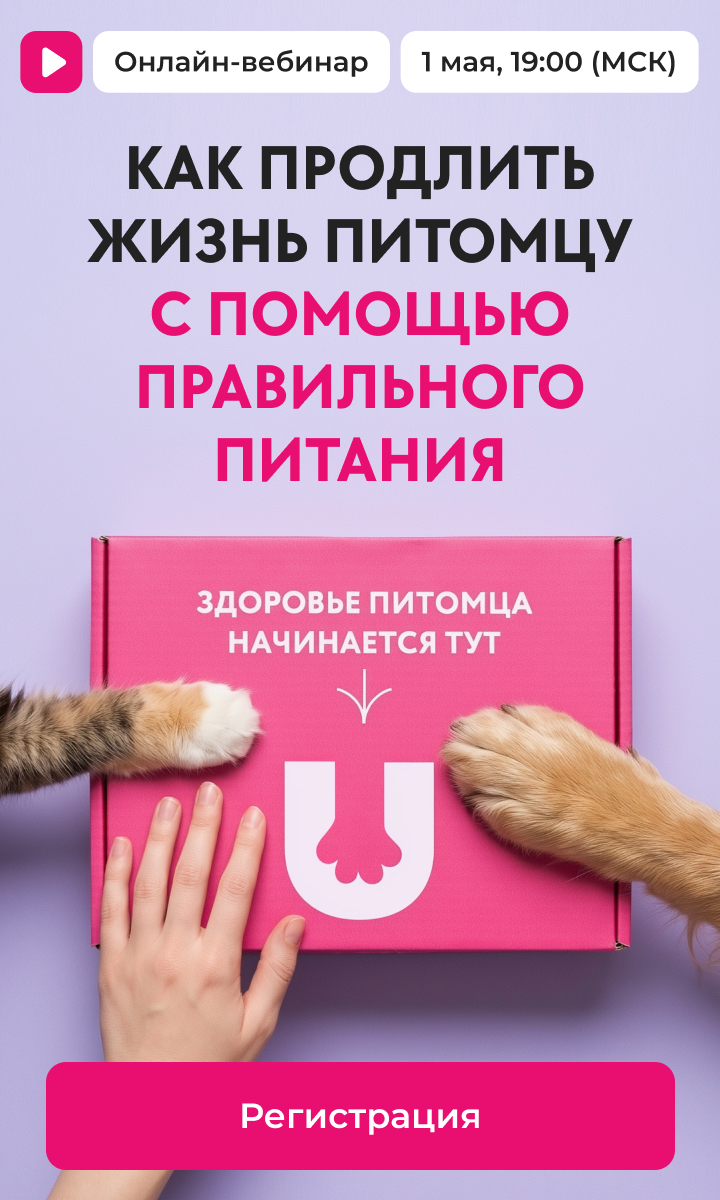 Онлайн-вебинар
1 мая, 19:00 (МСК)
КАК ПРОДЛИТЬ
ЖИЗНЬ ПИТОМЦУ
С ПОМОЩЬЮ
ПРАВИЛЬНОГО
ПИТАНИЯ
ЗДОРОВЬЕ ПИТОМЦА
НАЧИНАЕТСЯ ТУТ
Регистрация